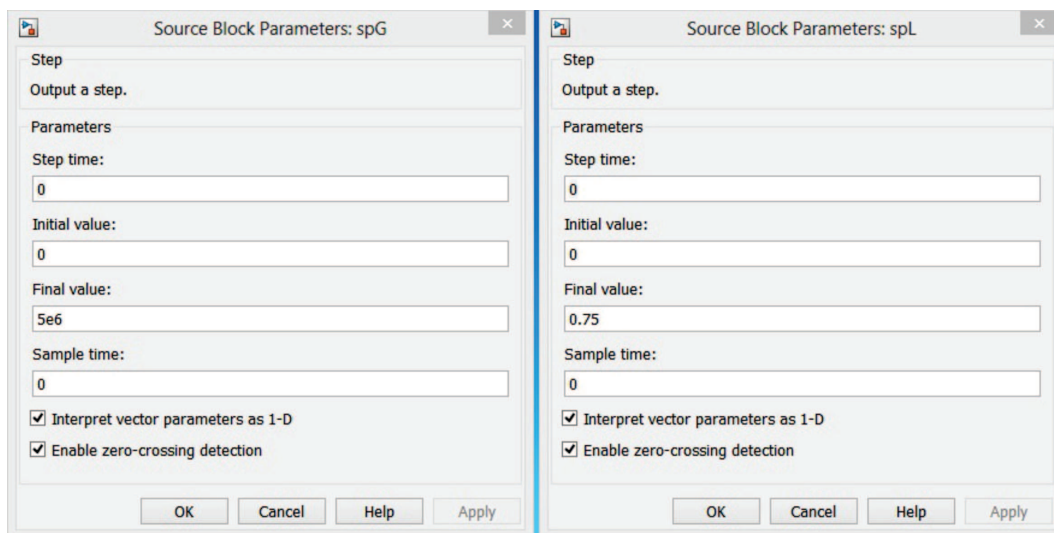 Source Block Parameters: spG
Step
Output a step.
Parameters
Step time:
0
Initial value:
0
Final value:
5e6
Sample time:
0
Interpret vector parameters as 1-D
Enable zero-crossing detection
OK Cancel Help Apply
Source Block Parameters: spL
Step
Output a step.
Parameters
Step time:
0
Initial value:
0
Final value:
0.75
Sample time:
0
Interpret vector parameters as 1-D
Enable zero-crossing detection
OK Cancel Help Apply